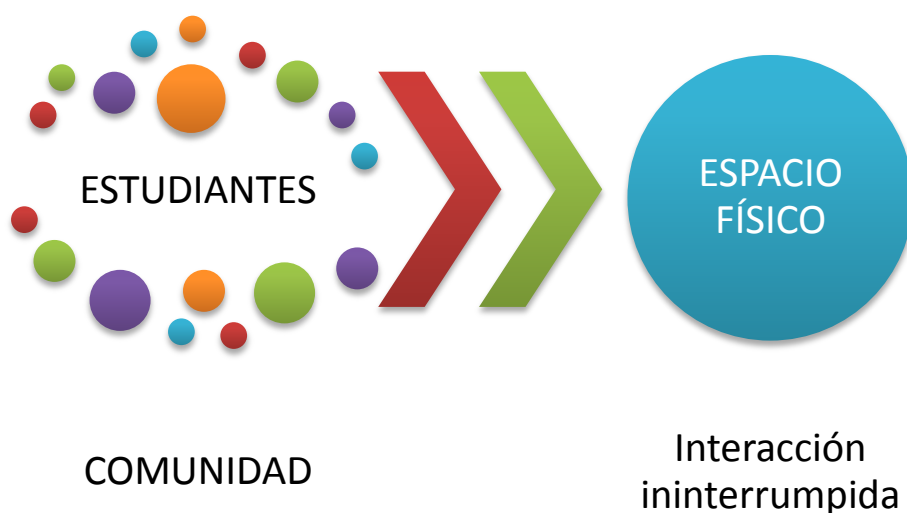 ESTUDIANTES
ESPACIO
FÍSICO
COMUNIDAD
Interacción
ininterrumpida